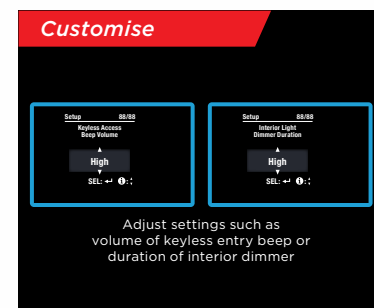 Customise
Setup 88/88
Keyless Access
Beep Volume
High
SEL: ↵ ℹ:
Setup 88/88
Interior Light
Dimmer Duration
High
SEL: ↵ ℹ:
Adjust settings such as
volume of keyless entry beep or
duration of interior dimmer